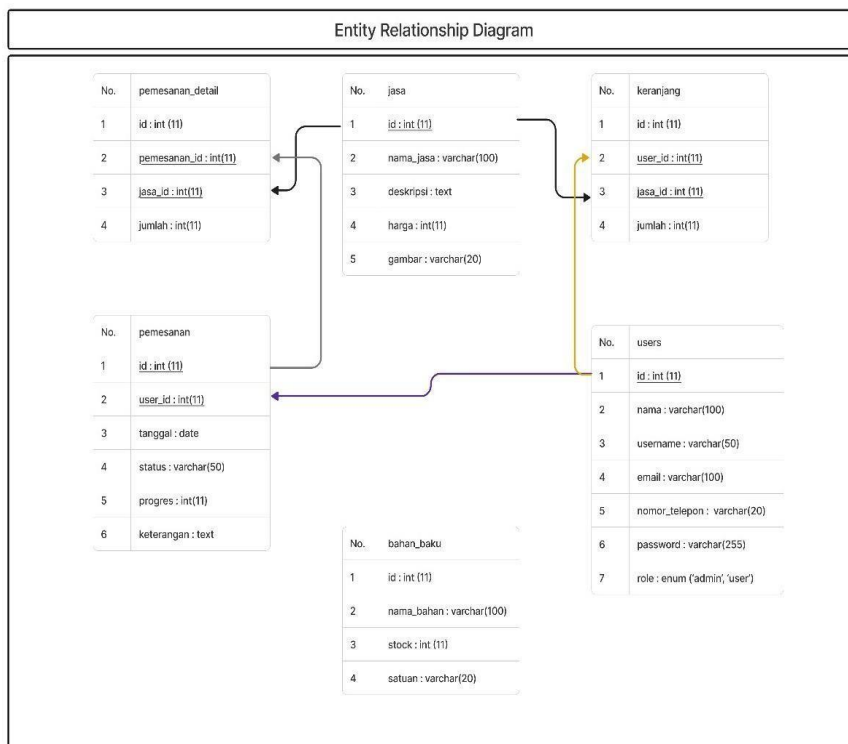 Entity Relationship Diagram
No. pemesanan_detail
1 id : int (11)
2 pemesanan_id : int(11)
3 jasa_id : int(11)
4 jumlah : int(11)
No. jasa
1 id : int (11)
2 nama_jasa : varchar(100)
3 deskripsi : text
4 harga : int(11)
5 gambar : varchar(20)
No. keranjang
1 id : int (11)
2 user_id : int(11)
3 jasa_id : int (11)
4 jumlah : int(11)
No. pemesanan
1 id : int (11)
2 user_id : int(11)
3 tanggal : date
4 status : varchar(50)
5 progres : int(11)
6 keterangan : text
No. users
1 id : int (11)
2 nama : varchar(100)
3 username : varchar(50)
4 email : varchar(100)
5 nomor_telepon : varchar(20)
6 password : varchar(255)
7 role : enum ('admin', 'user')
No. bahan_baku
1 id : int (11)
2 nama_bahan : varchar(100)
3 stock : int (11)
4 satuan : varchar(20)